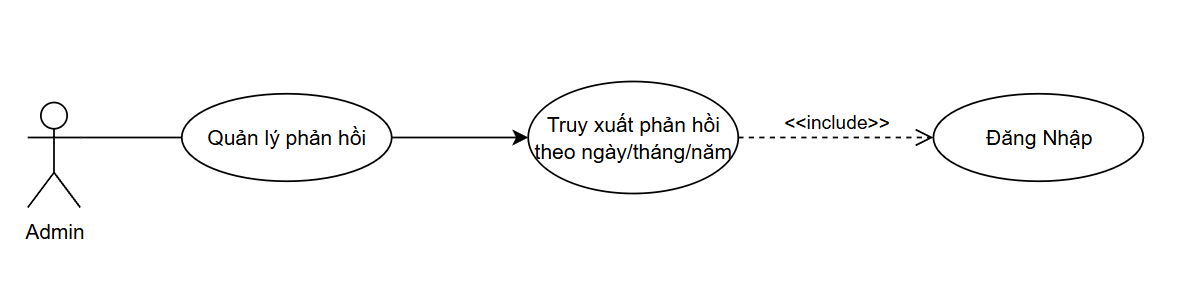 Quản lý phản hồi
Truy xuất phản hồi
theo ngày/tháng/năm
<<include>>
Đăng Nhập
Admin